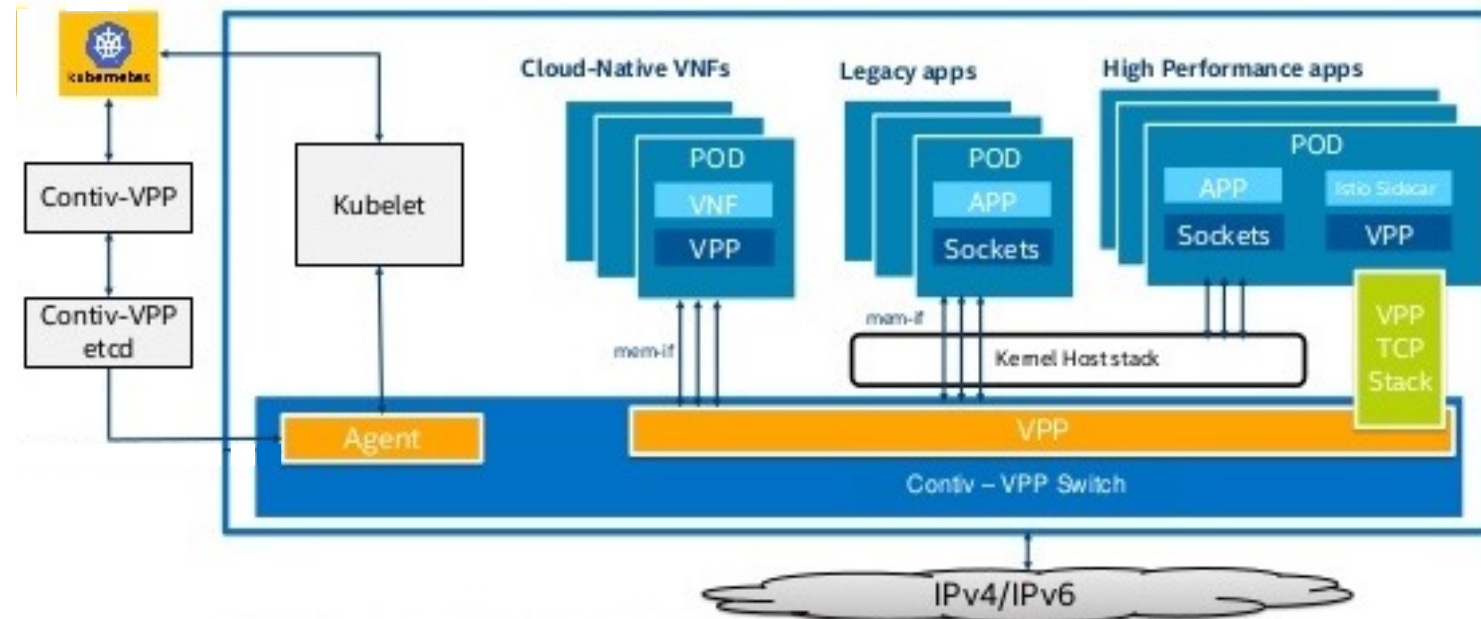 kubernetes
Cloud-Native VNFs
Legacy apps
High Performance apps
Contiv-VPP
Kubelet
POD
VNF
VPP
POD
APP
Sockets
POD
APP
Istio Sidecar
Sockets
VPP
Contiv-VPP
etcd
mem-if
mem-if
Kernel Host stack
VPP
TCP
Stack
Agent
VPP
Contiv – VPP Switch
IPv4/IPv6